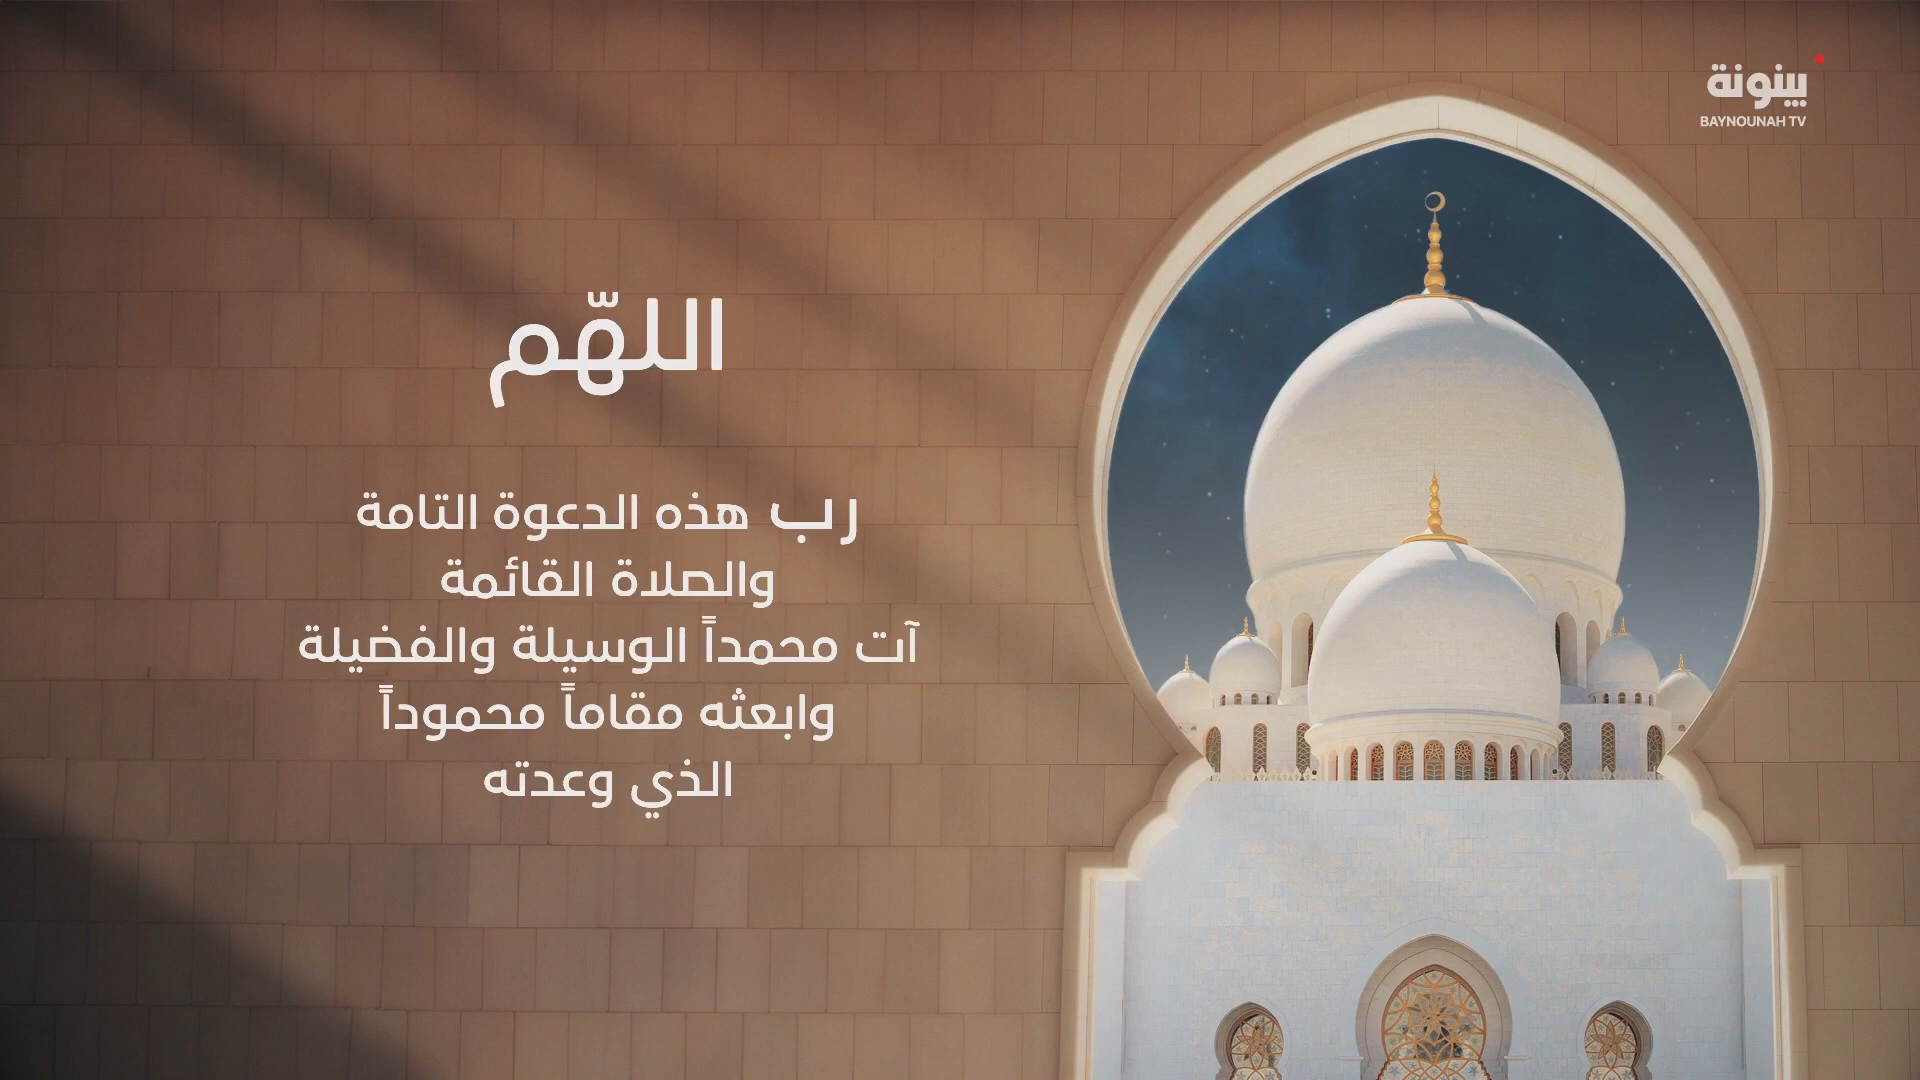 بينونة
BAYNOUNAH TV
اللهّم
رب هذه الدعوة التامة
والصلاة القائمة
آت محمداً الوسيلة والفضيلة
وابعثه مقاماً محموداً
الذي وعدته